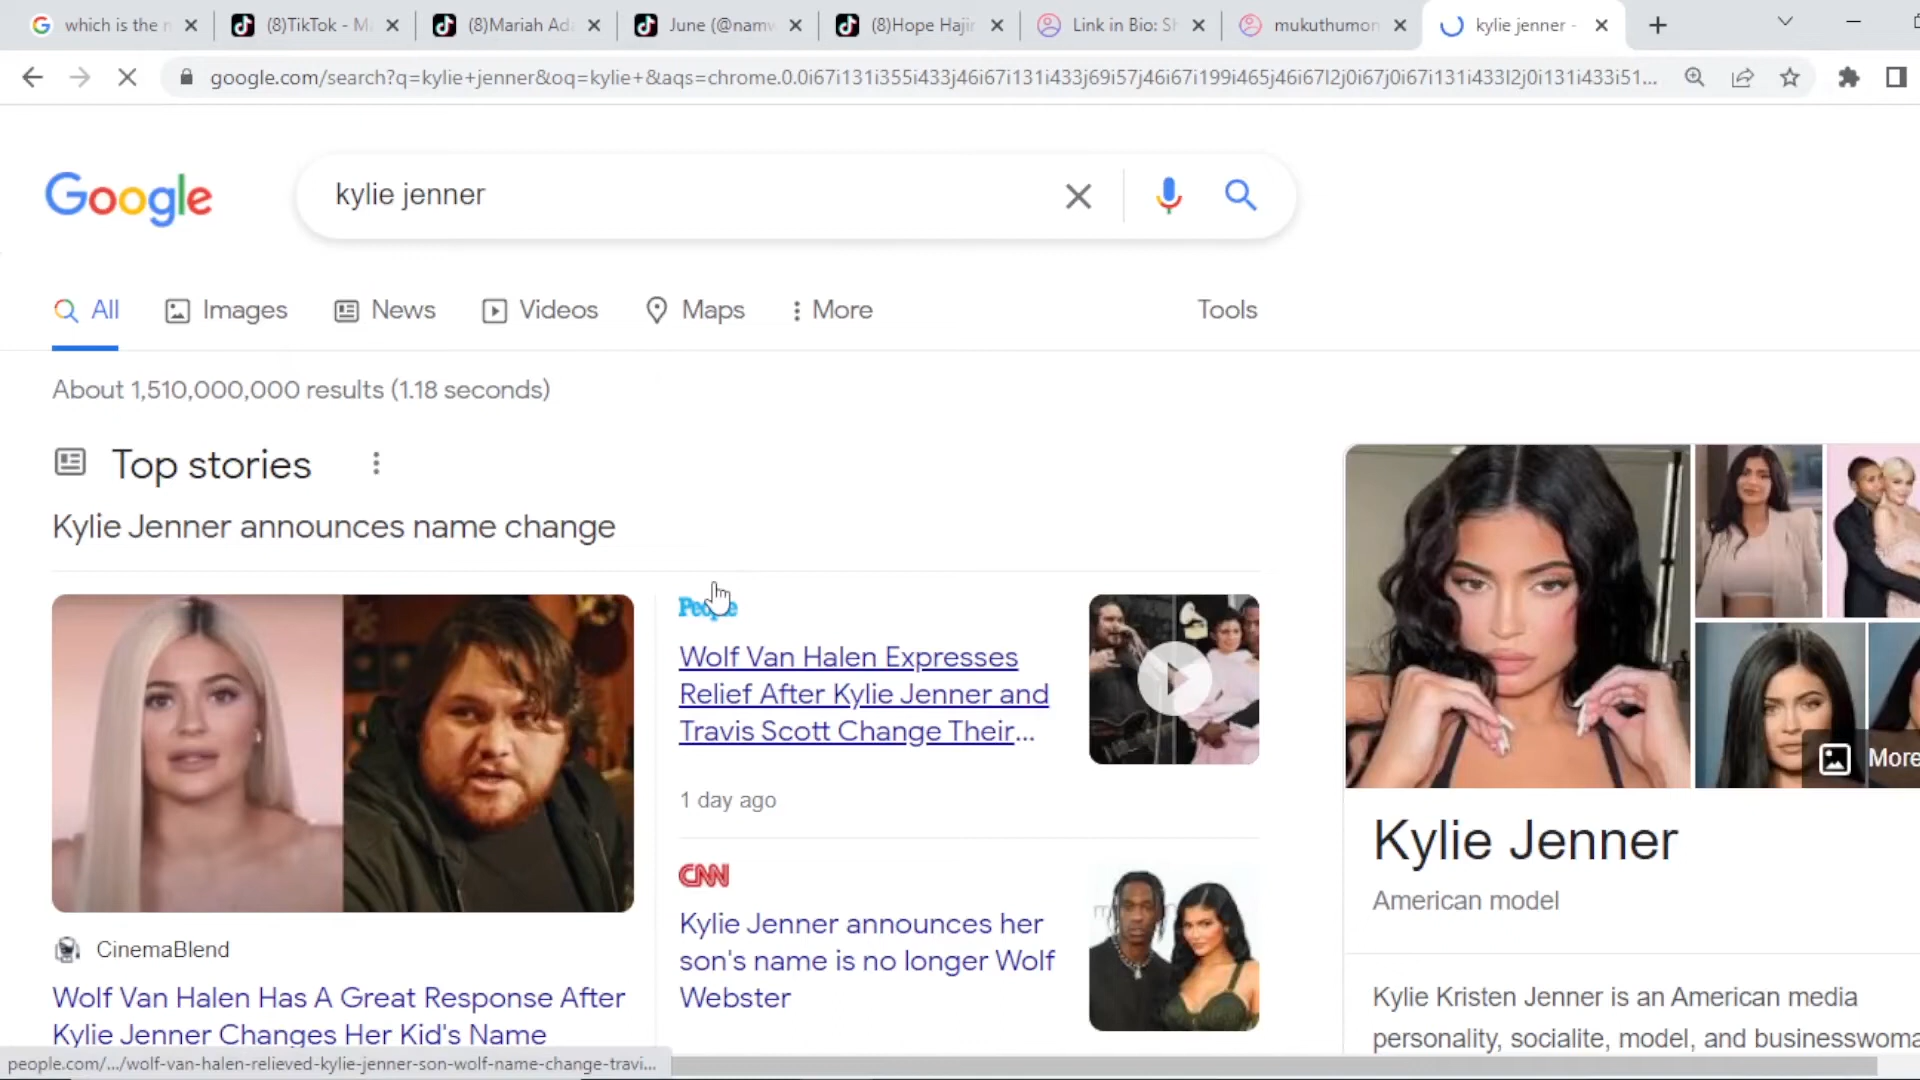 which is the n
(8)TikTok - M
(8)Mariah Ad
June (@namw
(8)Hope Hajir
Link in Bio: Sh
mukuthumon
kylie jenner -
google.com/search?q=kylie+jenner&oq=kylie+&aqs=chrome.0.0i67i131i355i433j46i67i131i433j69i57j46i67i199i465j46i67l2j0i67j0i67i131i433l2j0i131i433i51...
Google
kylie jenner
All
Images
News
Videos
Maps
More
Tools
About 1,510,000,000 results (1.18 seconds)
Top stories
Kylie Jenner announces name change
CinemaBlend
Wolf Van Halen Has A Great Response After
Kylie Jenner Changes Her Kid's Name
People
Wolf Van Halen Expresses
Relief After Kylie Jenner and
Travis Scott Change Their...
1 day ago
CNN
Kylie Jenner announces her
son's name is no longer Wolf
Webster
More
Kylie Jenner
American model
Kylie Kristen Jenner is an American media
personality, socialite, model, and businesswoma
people.com/.../wolf-van-halen-relieved-kylie-jenner-son-wolf-name-change-travi...